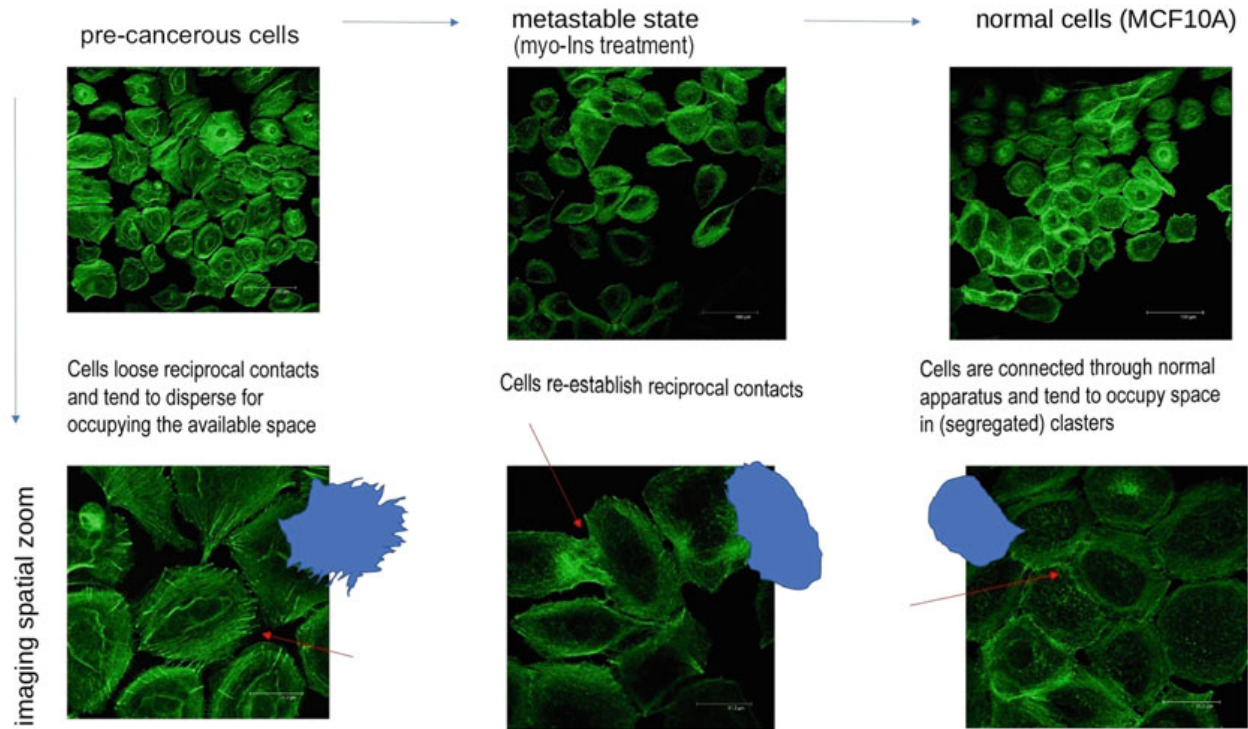 pre-cancerous cells
metastable state
(myo-Ins treatment)
normal cells (MCF10A)
Cells loose reciprocal contacts
and tend to disperse for
occupying the available space
Cells re-establish reciprocal contacts
Cells are connected through normal
apparatus and tend to occupy space
in (segregated) clasters
imaging spatial zoom